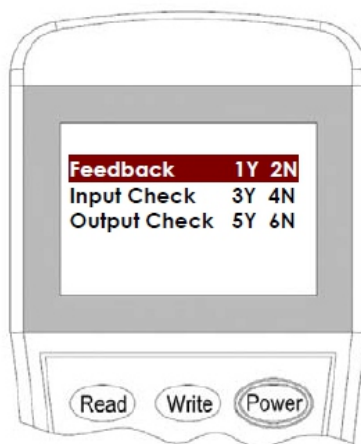 Feedback 1Y 2N
Input Check 3Y 4N
Output Check 5Y 6N
Read Write Power